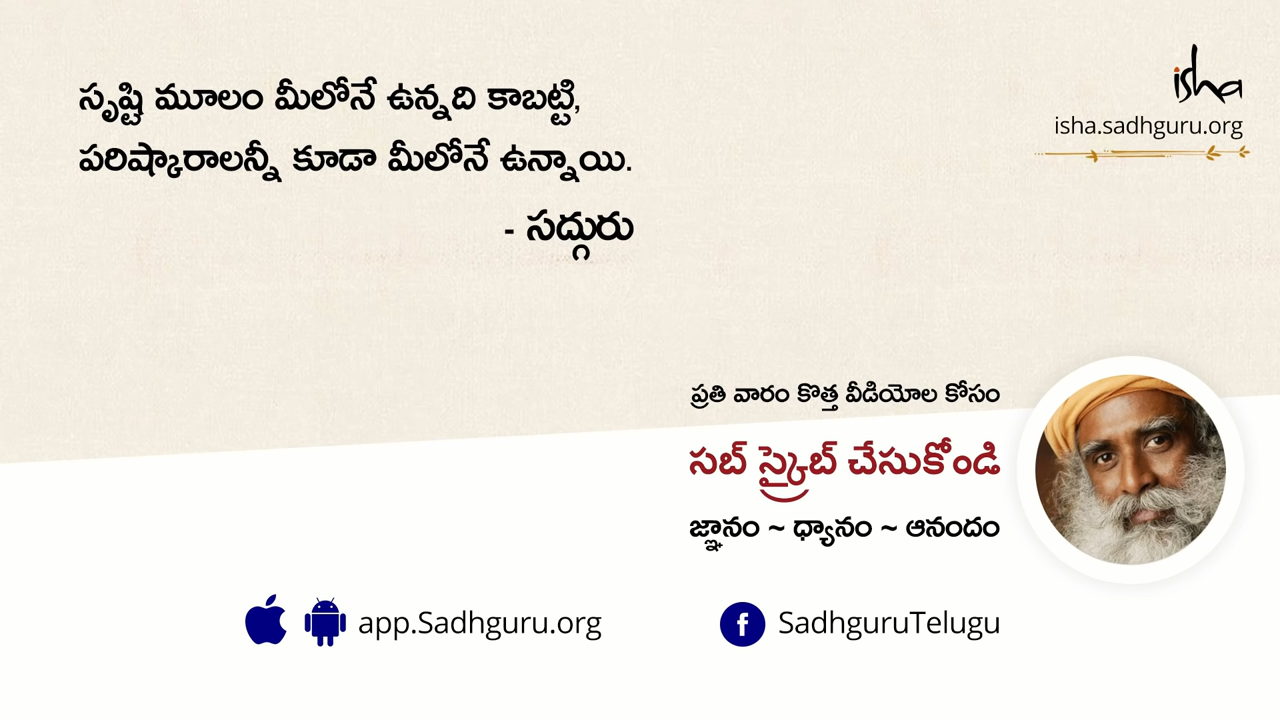 సృష్టి మూలం మీలోనే ఉన్నది కాబట్టి,
పరిష్కారాలన్నీ కూడా మీలోనే ఉన్నాయి.
- సద్గురు
isha
isha.sadhguru.org
ప్రతి వారం కొత్త వీడియోల కోసం
సబ్ స్క్రైబ్ చేసుకోండి
జ్ఞానం ~ ధ్యానం ~ ఆనందం
app.Sadhguru.org
f SadhguruTelugu